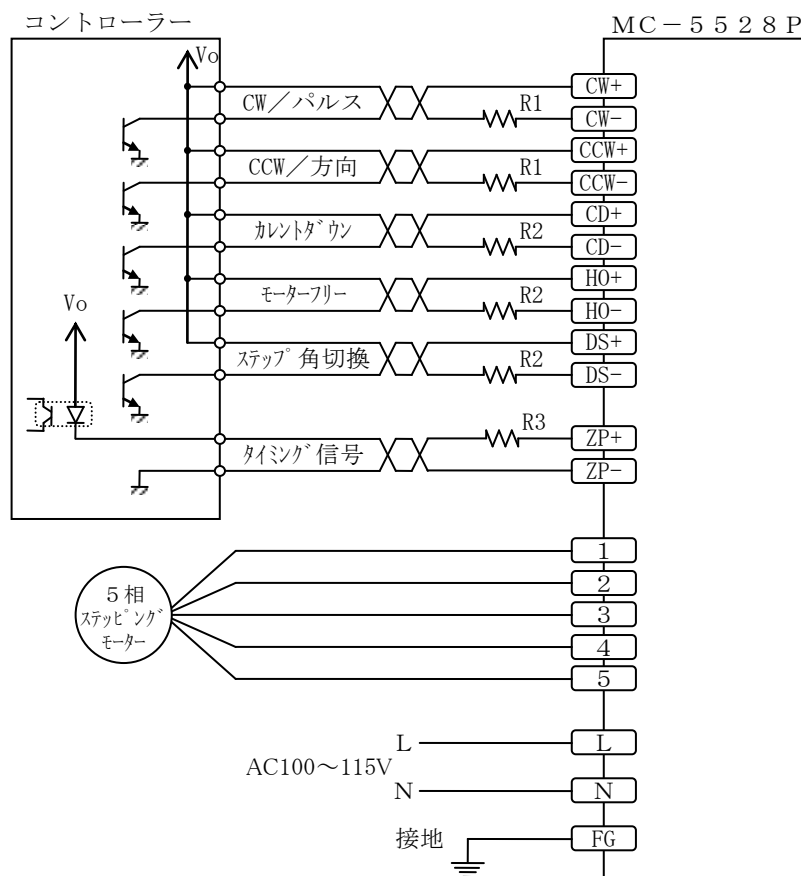 コントローラー
MC－5528P
Vo
CW／パルス
R1
CW+
CW-
CCW／方向
R1
CCW+
CCW-
ｶﾚﾝﾄﾀﾞｳﾝ
R2
CD+
CD-
ﾓｰﾀｰﾌﾘｰ
R2
HO+
HO-
Vo
ｽﾃｯﾌﾟ角切換
R2
DS+
DS-
ﾀｲﾐﾝｸﾞ信号
R3
ZP+
ZP-
5相
ｽﾃｯﾋﾟﾝｸﾞ
ﾓｰﾀｰ
1
2
3
4
5
L
L
AC100～115V
N
N
接地
FG